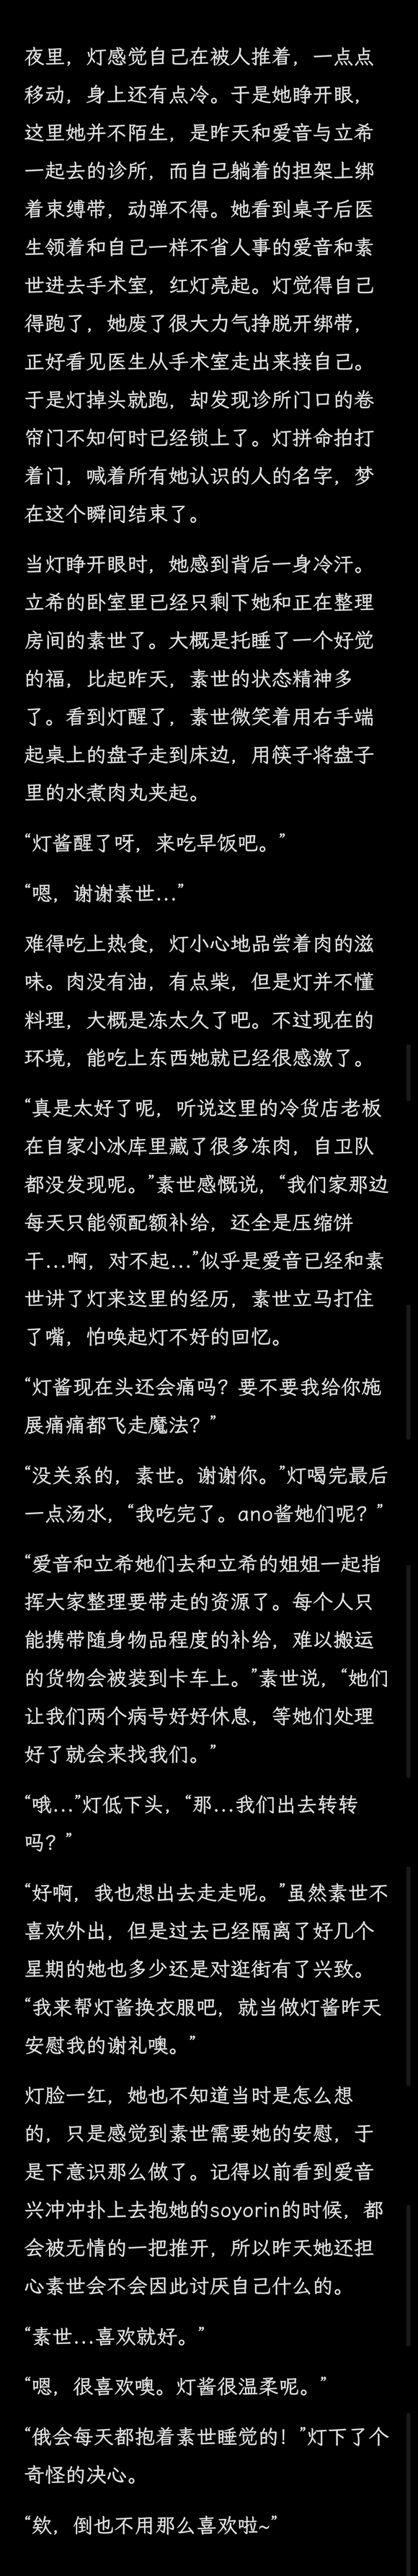 夜里，灯感觉自己在被人推着，一点点
移动，身上还有点冷。于是她睁开眼，
这里她并不陌生，是昨天和爱音与立希
一起去的诊所，而自己躺着的担架上绑
着束缚带，动弹不得。她看到桌子后医
生领着和自己一样不省人事的爱音和素
世进去手术室，红灯亮起。灯觉得自己
得跑了，她废了很大力气挣脱开绑带，
正好看见医生从手术室走出来接自己。
于是灯掉头就跑，却发现诊所门口的卷
帘门不知何时已经锁上了。灯拼命拍打
着门，喊着所有她认识的人的名字，梦
在这个瞬间结束了。
当灯睁开眼时，她感到背后一身冷汗。
立希的卧室里已经只剩下她和正在整理
房间的素世了。大概是托睡了一个好觉
的福，比起昨天，素世的状态精神多
了。看到灯醒了，素世微笑着用右手端
起桌上的盘子走到床边，用筷子将盘子
里的水煮肉丸夹起。
“灯酱醒了呀，来吃早饭吧。”
“嗯，谢谢素世…”
难得吃上热食，灯小心地品尝着肉的滋
味。肉没有油，有点柴，但是灯并不懂
料理，大概是冻太久了吧。不过现在的
环境，能吃上东西她就已经很感激了。
“真是太好了呢，听说这里的冷货店老板
在自家小冰库里藏了很多冻肉，自卫队
都没发现呢。”素世感慨说，“我们家那边
每天只能领配额补给，还全是压缩饼
干…啊，对不起…”似乎是爱音已经和素
世讲了灯来这里的经历，素世立马打住
了嘴，怕唤起灯不好的回忆。
“灯酱现在头还会痛吗？要不要我给你施
展痛痛都飞走魔法？”
“没关系的，素世。谢谢你。”灯喝完最后
一点汤水，“我吃完了。ano酱她们呢？”
“爱音和立希她们去和立希的姐姐一起指
挥大家整理要带走的资源了。每个人只
能携带随身物品程度的补给，难以搬运
的货物会被装到卡车上。”素世说，“她们
让我们两个病号好好休息，等她们处理
好了就会来找我们。”
“哦…”灯低下头，“那…我们出去转转
吗？”
“好啊，我也想出去走走呢。”虽然素世不
喜欢外出，但是过去已经隔离了好几个
星期的她也多少还是对逛街有了兴致。
“我来帮灯酱换衣服吧，就当做灯酱昨天
安慰我的谢礼噢。”
灯脸一红，她也不知道当时是怎么想
的，只是感觉到素世需要她的安慰，于
是下意识那么做了。记得以前看到爱音
兴冲冲扑上去抱她的soyorin的时候，都
会被无情的一把推开，所以昨天她还担
心素世会不会因此讨厌自己什么的。
“素世…喜欢就好。”
“嗯，很喜欢噢。灯酱很温柔呢。”
“俄会每天都抱着素世睡觉的！”灯下了个
奇怪的决心。
“欸，倒也不用那么喜欢啦~”